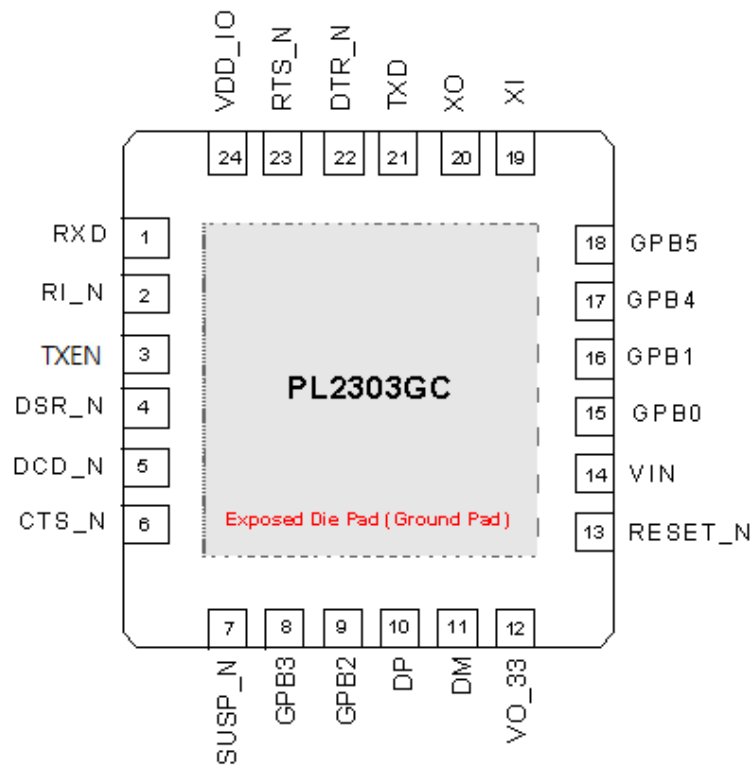 VDD_IO RTS_N DTR_N TXD XO XI
24 23 22 21 20 19
RXD 1
RI_N 2
TXEN 3
DSR_N 4
DCD_N 5
CTS_N 6
18 GPB5
17 GPB4
16 GPB1
15 GPB0
14 VIN
13 RESET_N
PL2303GC
Exposed Die Pad (Ground Pad)
7 8 9 10 11 12
SUSP_N GPB3 GPB2 DP DM VO_33